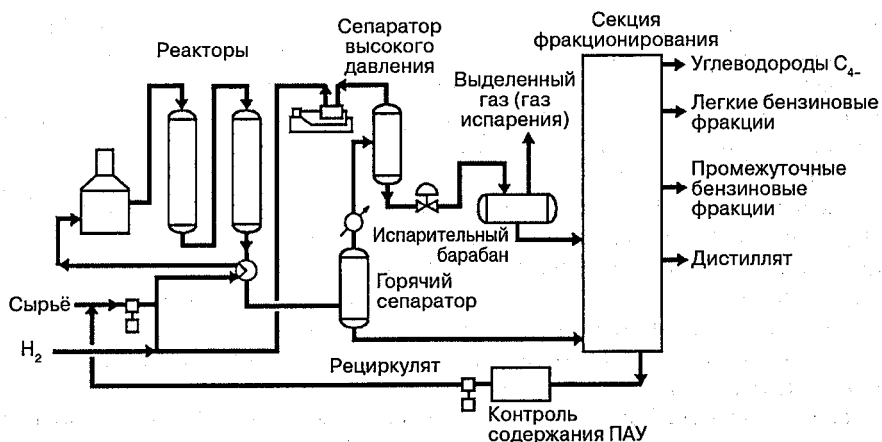 Реакторы
Сепаратор
высокого
давления
Секция
фракционирования
Выделенный
газ (газ
испарения)
Углеводороды C4–
Легкие бензиновые
фракции
Промежуточные
бензиновые
фракции
Испарительный
барабан
Дистиллят
Горячий
сепаратор
Сырьё
H2
Рециркулят
Контроль
содержания ПАУ